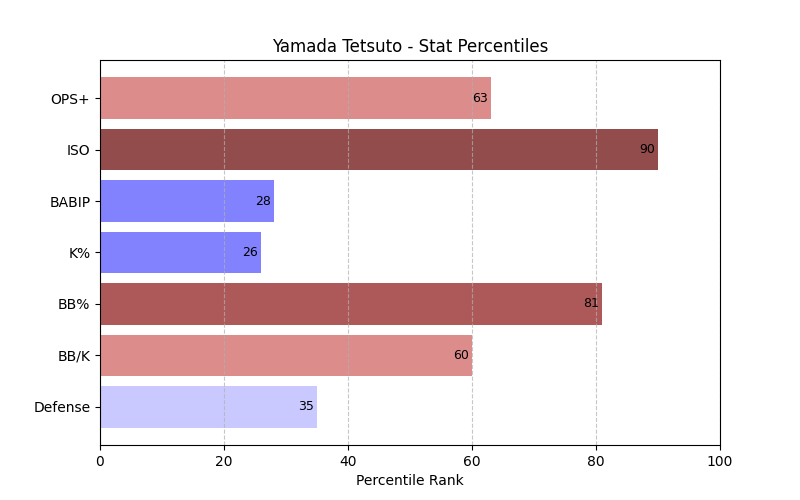 Yamada Tetsuto - Stat Percentiles
OPS+ 63
ISO 90
BABIP 28
K% 26
BB% 81
BB/K 60
Defense 35
0 20 40 60 80 100
Percentile Rank